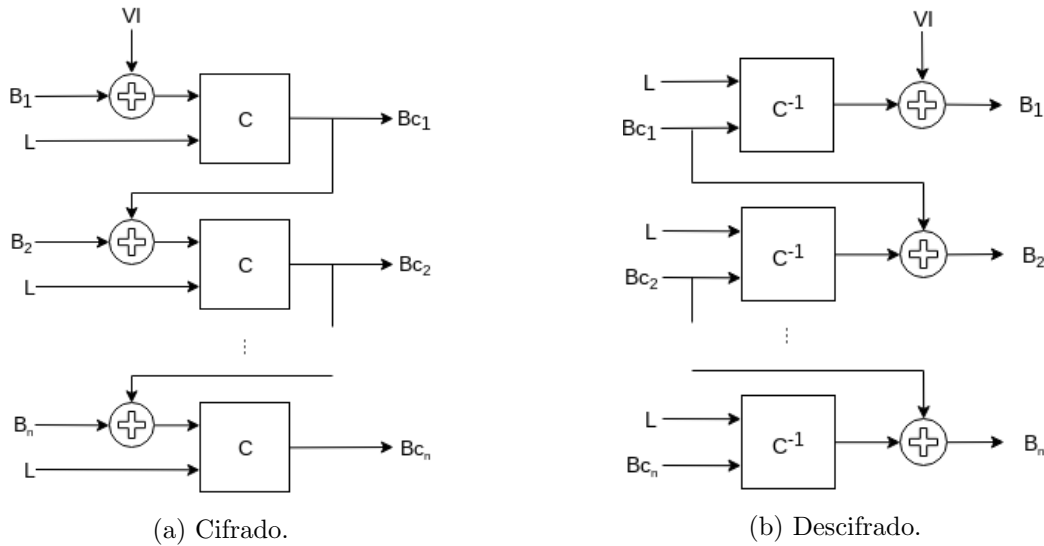 VI
B1
L
C
Bc1
B2
L
C
Bc2
Bn
L
C
Bcn
(a) Cifrado.
VI
L
Bc1
C-1
B1
L
Bc2
C-1
B2
L
Bcn
C-1
Bn
(b) Descifrado.